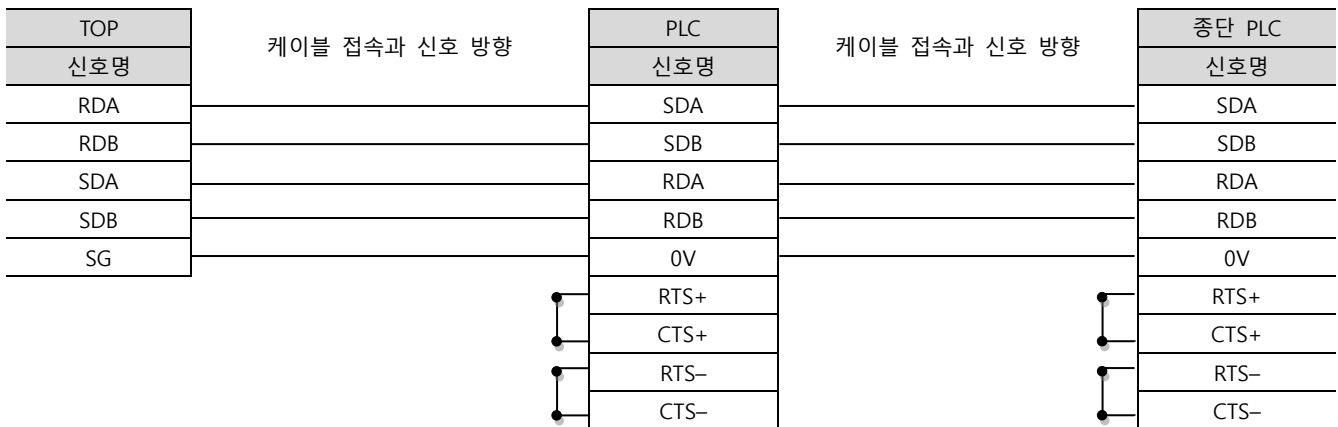 TOP 케이블 접속과 신호 방향 PLC 케이블 접속과 신호 방향 종단 PLC
신호명 신호명 신호명
RDA SDA SDA
RDB SDB SDB
SDA RDA RDA
SDB RDB RDB
SG 0V 0V
RTS+ RTS+
CTS+ CTS+
RTS– RTS–
CTS– CTS–